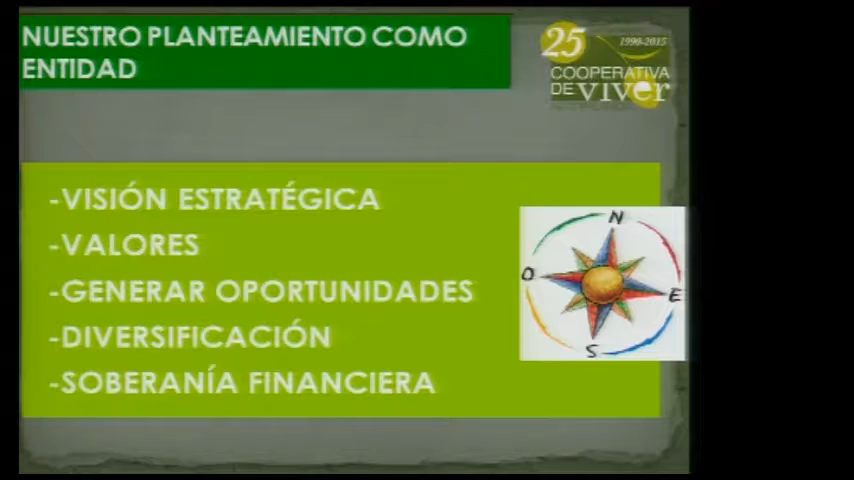 NUESTRO PLANTEAMIENTO COMO
ENTIDAD
25
1990-2015
COOPERATIVA
DE viver
-VISIÓN ESTRATÉGICA
-VALORES
-GENERAR OPORTUNIDADES
-DIVERSIFICACIÓN
-SOBERANÍA FINANCIERA
N
O
E
S